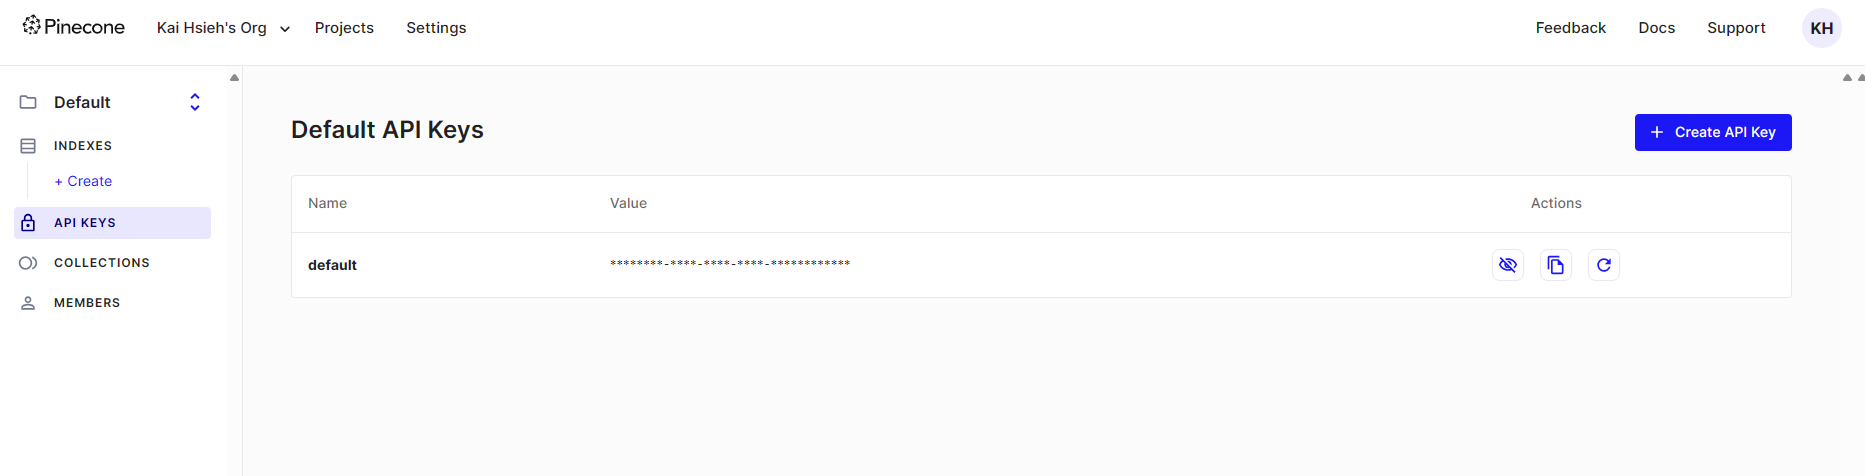 Pinecone Kai Hsieh's Org Projects Settings Feedback Docs Support KH
Default
INDEXES
+ Create
API KEYS
COLLECTIONS
MEMBERS
Default API Keys
+ Create API Key
Name Value Actions
default ********-****-****-****-************